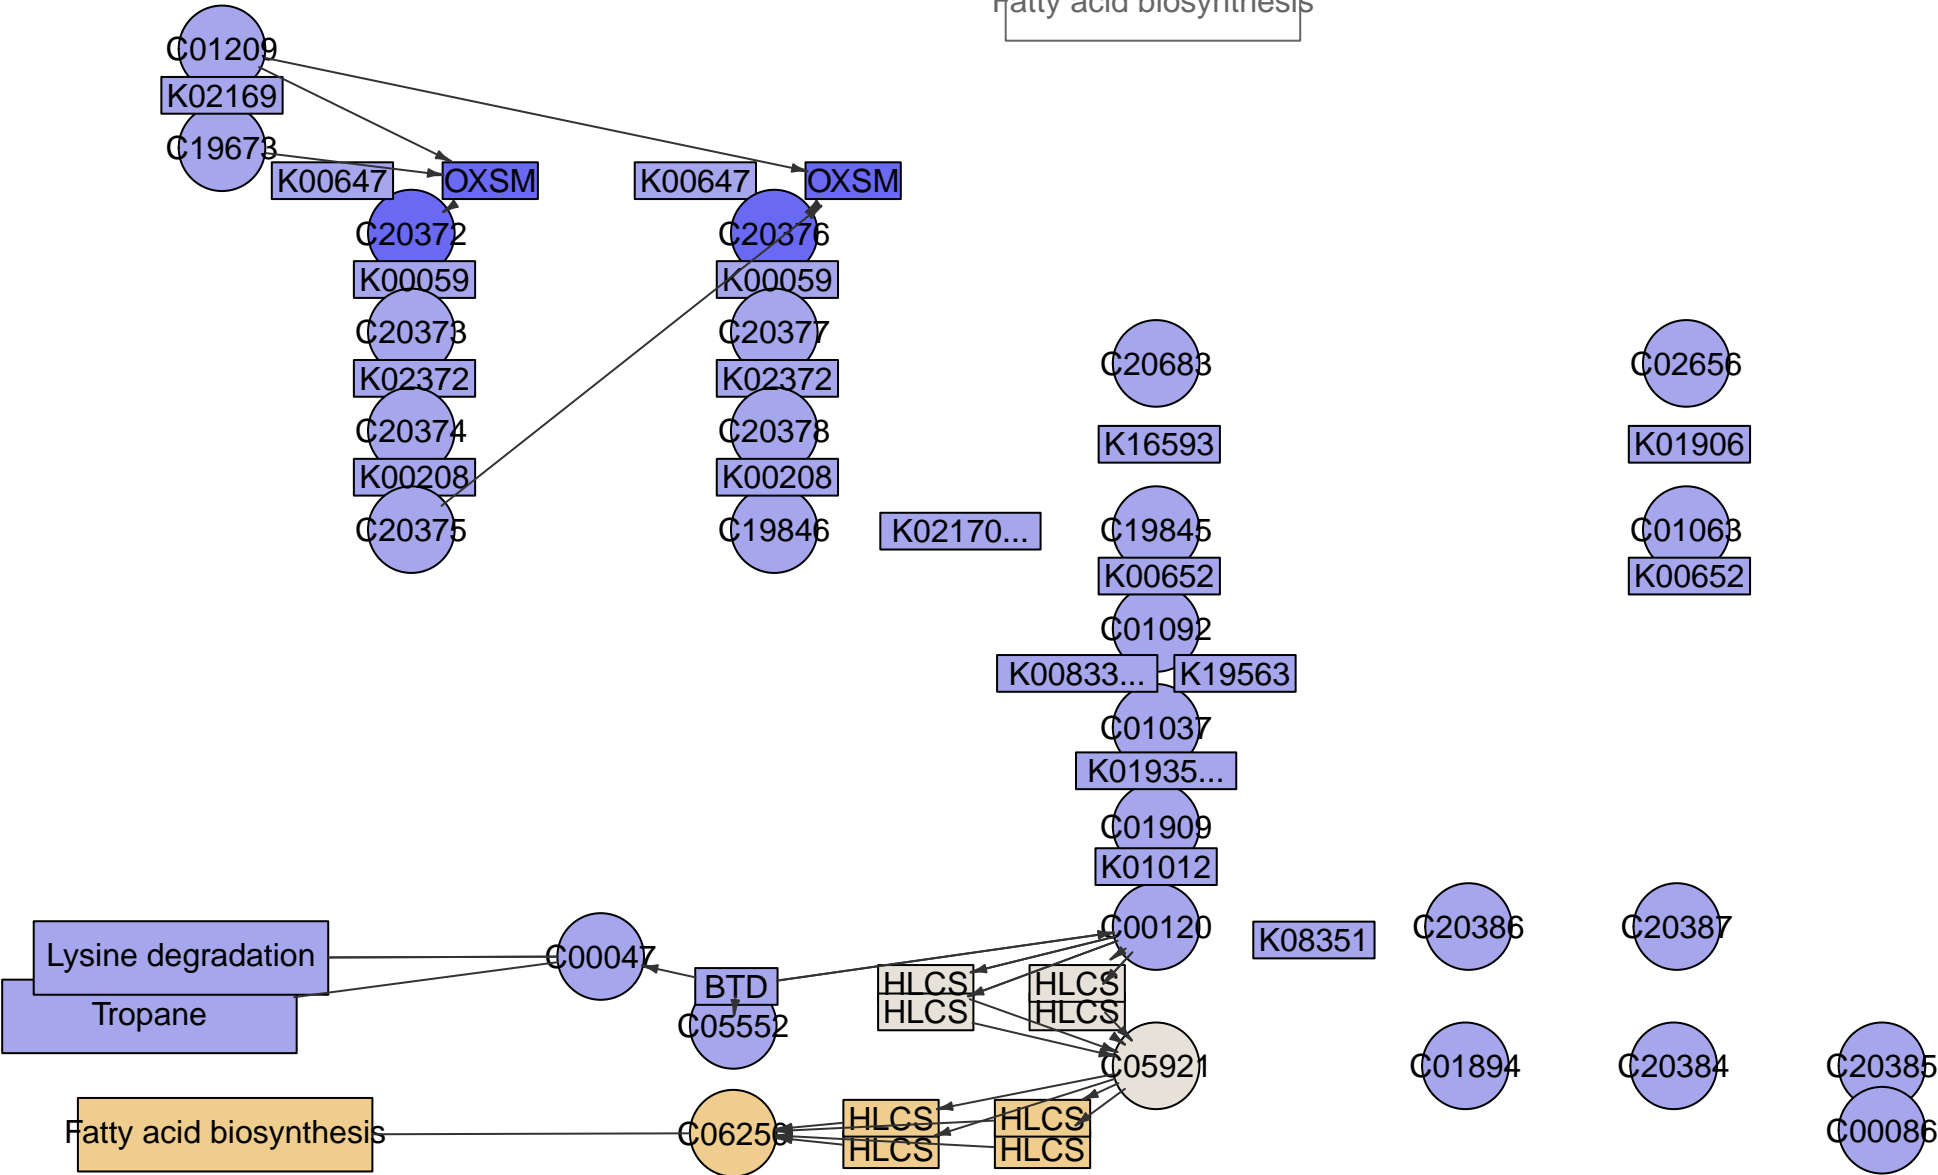 Fatty acid biosynthesis
C01209
K02169
C19673
K00647
OXSM
K00647
OXSM
C20372
C20376
K00059
K00059
C20373
C20377
C20683
C02656
K02372
K02372
C20374
C20378
K16593
K01906
K00208
K00208
C20375
C19846
K02170...
C19845
C01063
K00652
K00652
C01092
K00833...
K19563
C01037
K01935...
C01909
K01012
C00120
K08351
C20386
C20387
Lysine degradation
C00047
BTD
HLCS
HLCS
Tropane
C05552
HLCS
HLCS
C05921
C01894
C20384
C20385
Fatty acid biosynthesis
C06250
HLCS
HLCS
C00086
HLCS
HLCS